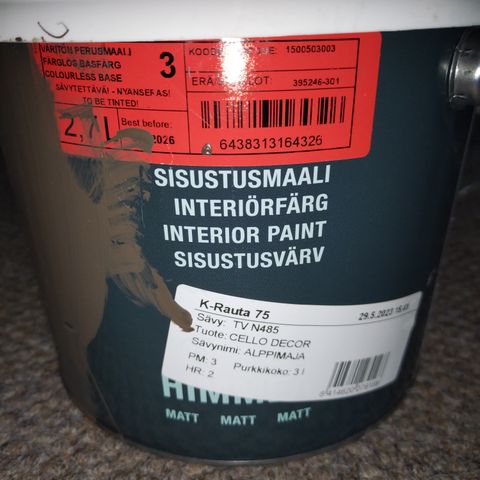 VÄRITÖN PERUSMAALI
FÄRGLÖS BASFÄRG
COLOURLESS BASE
SÄVYTETTÄVÄ! - NYANSERAS!
TO BE TINTED!
3
1500503003
395246-301
Best before:
2026
6438313164326
SISUSTUSMAALI
INTERIÖRFÄRG
INTERIOR PAINT
SISUSTUSVÄRV
K-Rauta 75
29.5.2023
Sävy: TV N485
Tuote: CELLO DECOR
Sävynimi: ALPPIMAJA
PM: 3 Purkkikoko: 3 l
HR: 2
MATT MATT MATT